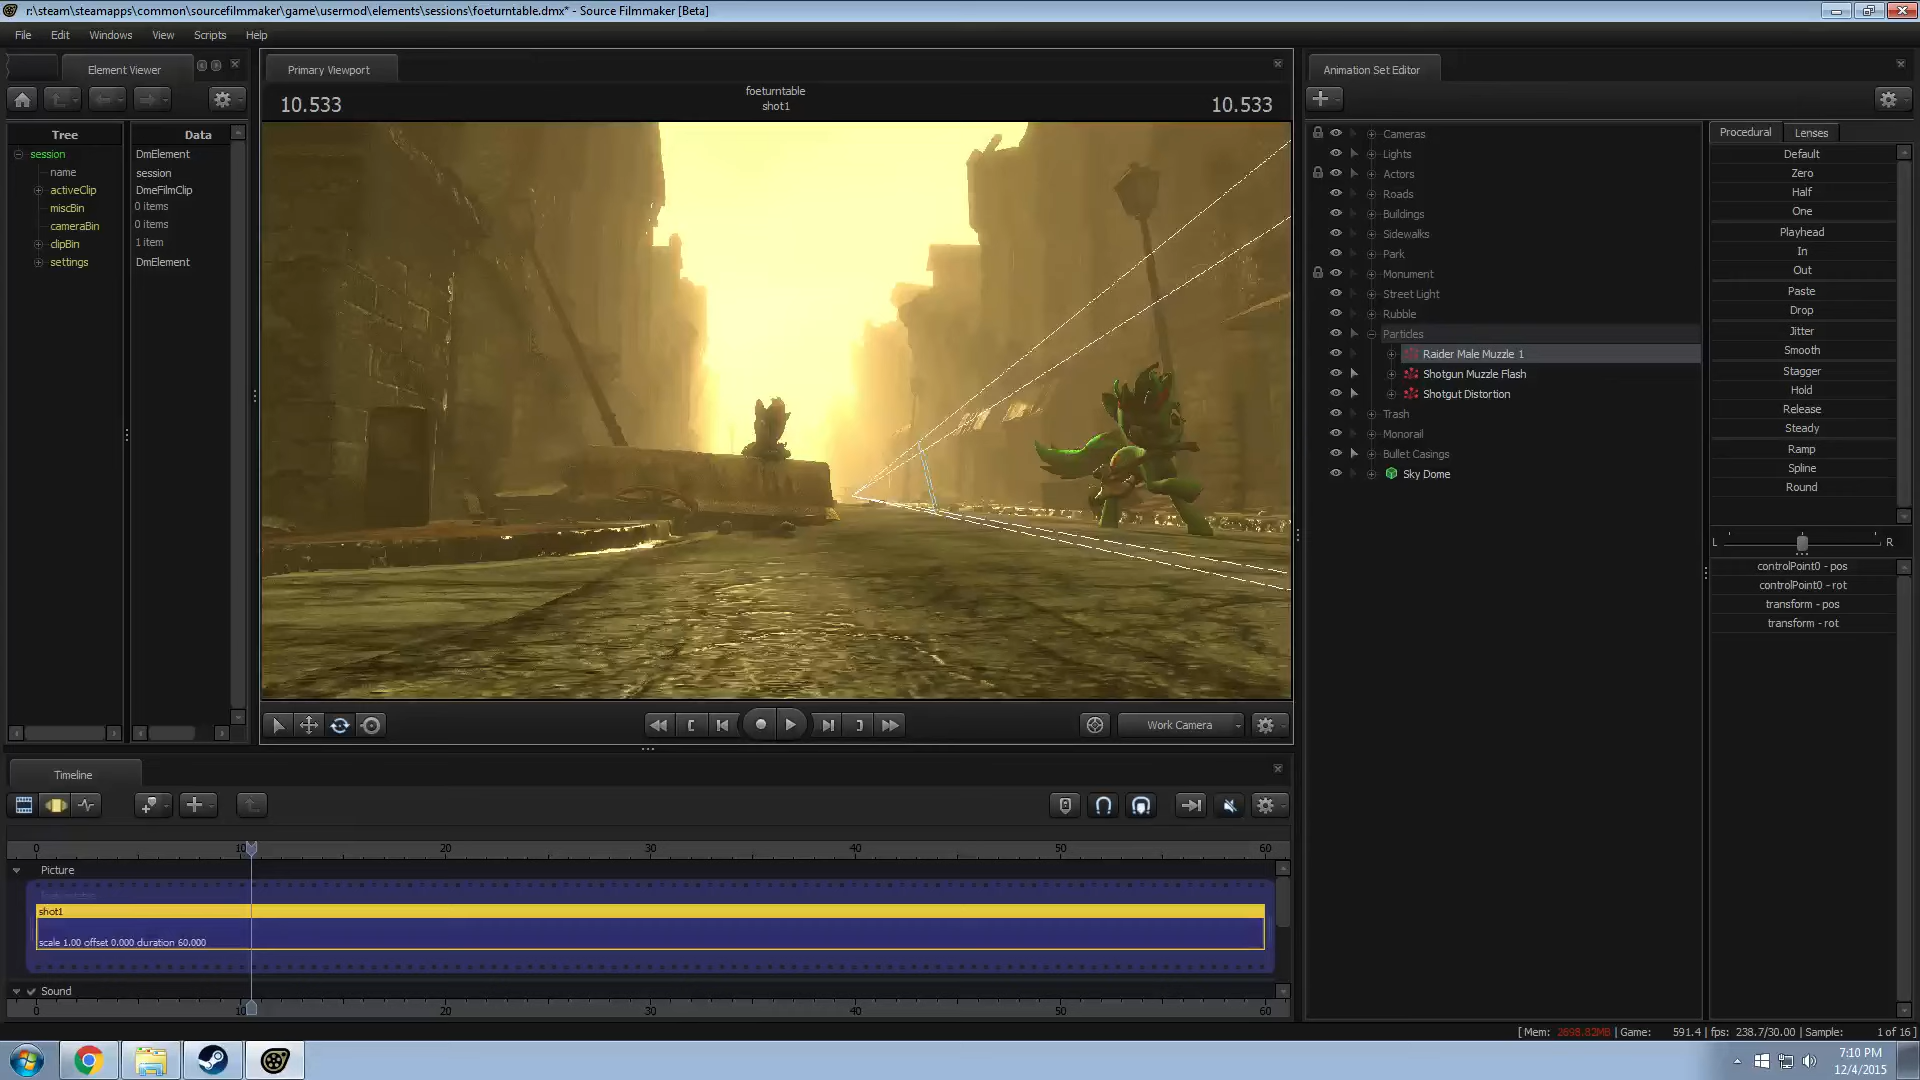 r:\steam\steamapps\common\sourcefilmmaker\game\usermod\elements\sessions\foeturntable.dmx* - Source Filmmaker [Beta]
File Edit Windows View Scripts Help
Element Viewer
Tree Data
session DmElement
name session
activeClip DmeFilmClip
miscBin 0 items
cameraBin 0 items
clipBin 1 item
settings DmElement
Primary Viewport
10.533
foeturntable
shot1
10.533
Work Camera
Animation Set Editor
Cameras
Lights
Actors
Roads
Buildings
Sidewalks
Park
Monument
Street Light
Rubble
Particles
Raider Male Muzzle 1
Shotgun Muzzle Flash
Shotgut Distortion
Trash
Monorail
Bullet Casings
Sky Dome
Procedural Lenses
Default
Zero
Half
One
Playhead
In
Out
Paste
Drop
Jitter
Smooth
Stagger
Hold
Release
Steady
Ramp
Spline
Round
L R
controlPoint0 - pos
controlPoint0 - rot
transform - pos
transform - rot
Timeline
0 10 20 30 40 50 60
Picture
shot1
scale 1.00 offset 0.000 duration 60.000
Sound
0 10 20 30 40 50 60
[ Mem: 2698.82MB | Game: 591.4 | fps: 238.7/30.00 | Sample: 1 of 16 ]
7:10 PM
12/4/2015